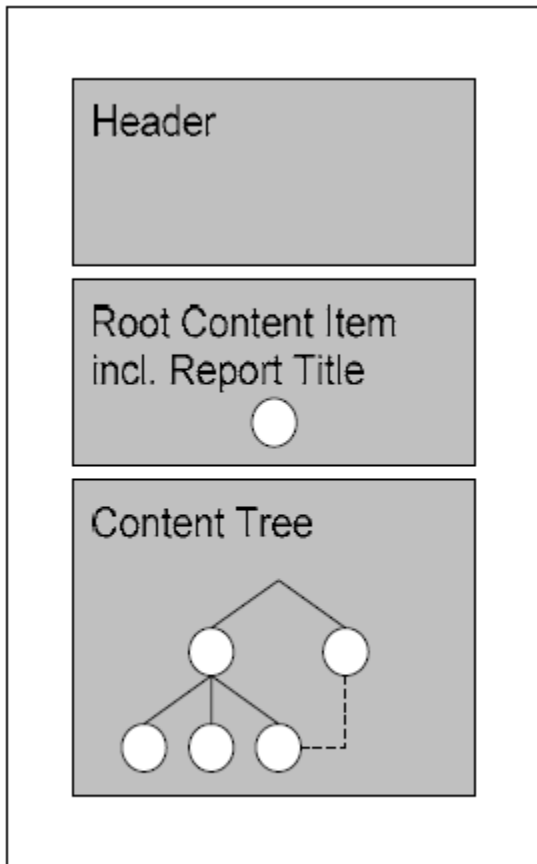 Header
Root Content Item
incl. Report Title
Content Tree